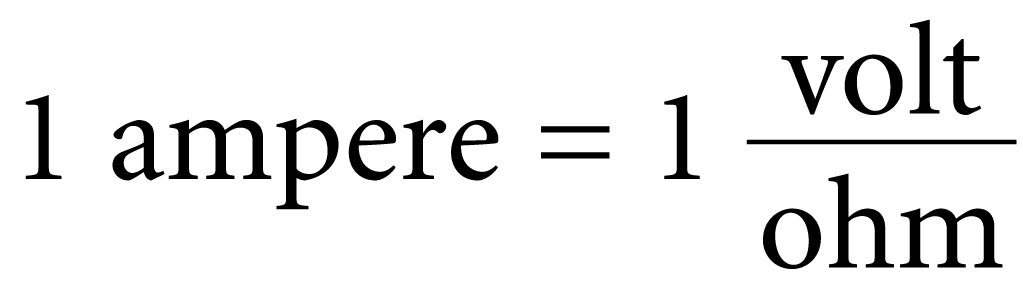 1 ampere = 1 volt/ohm